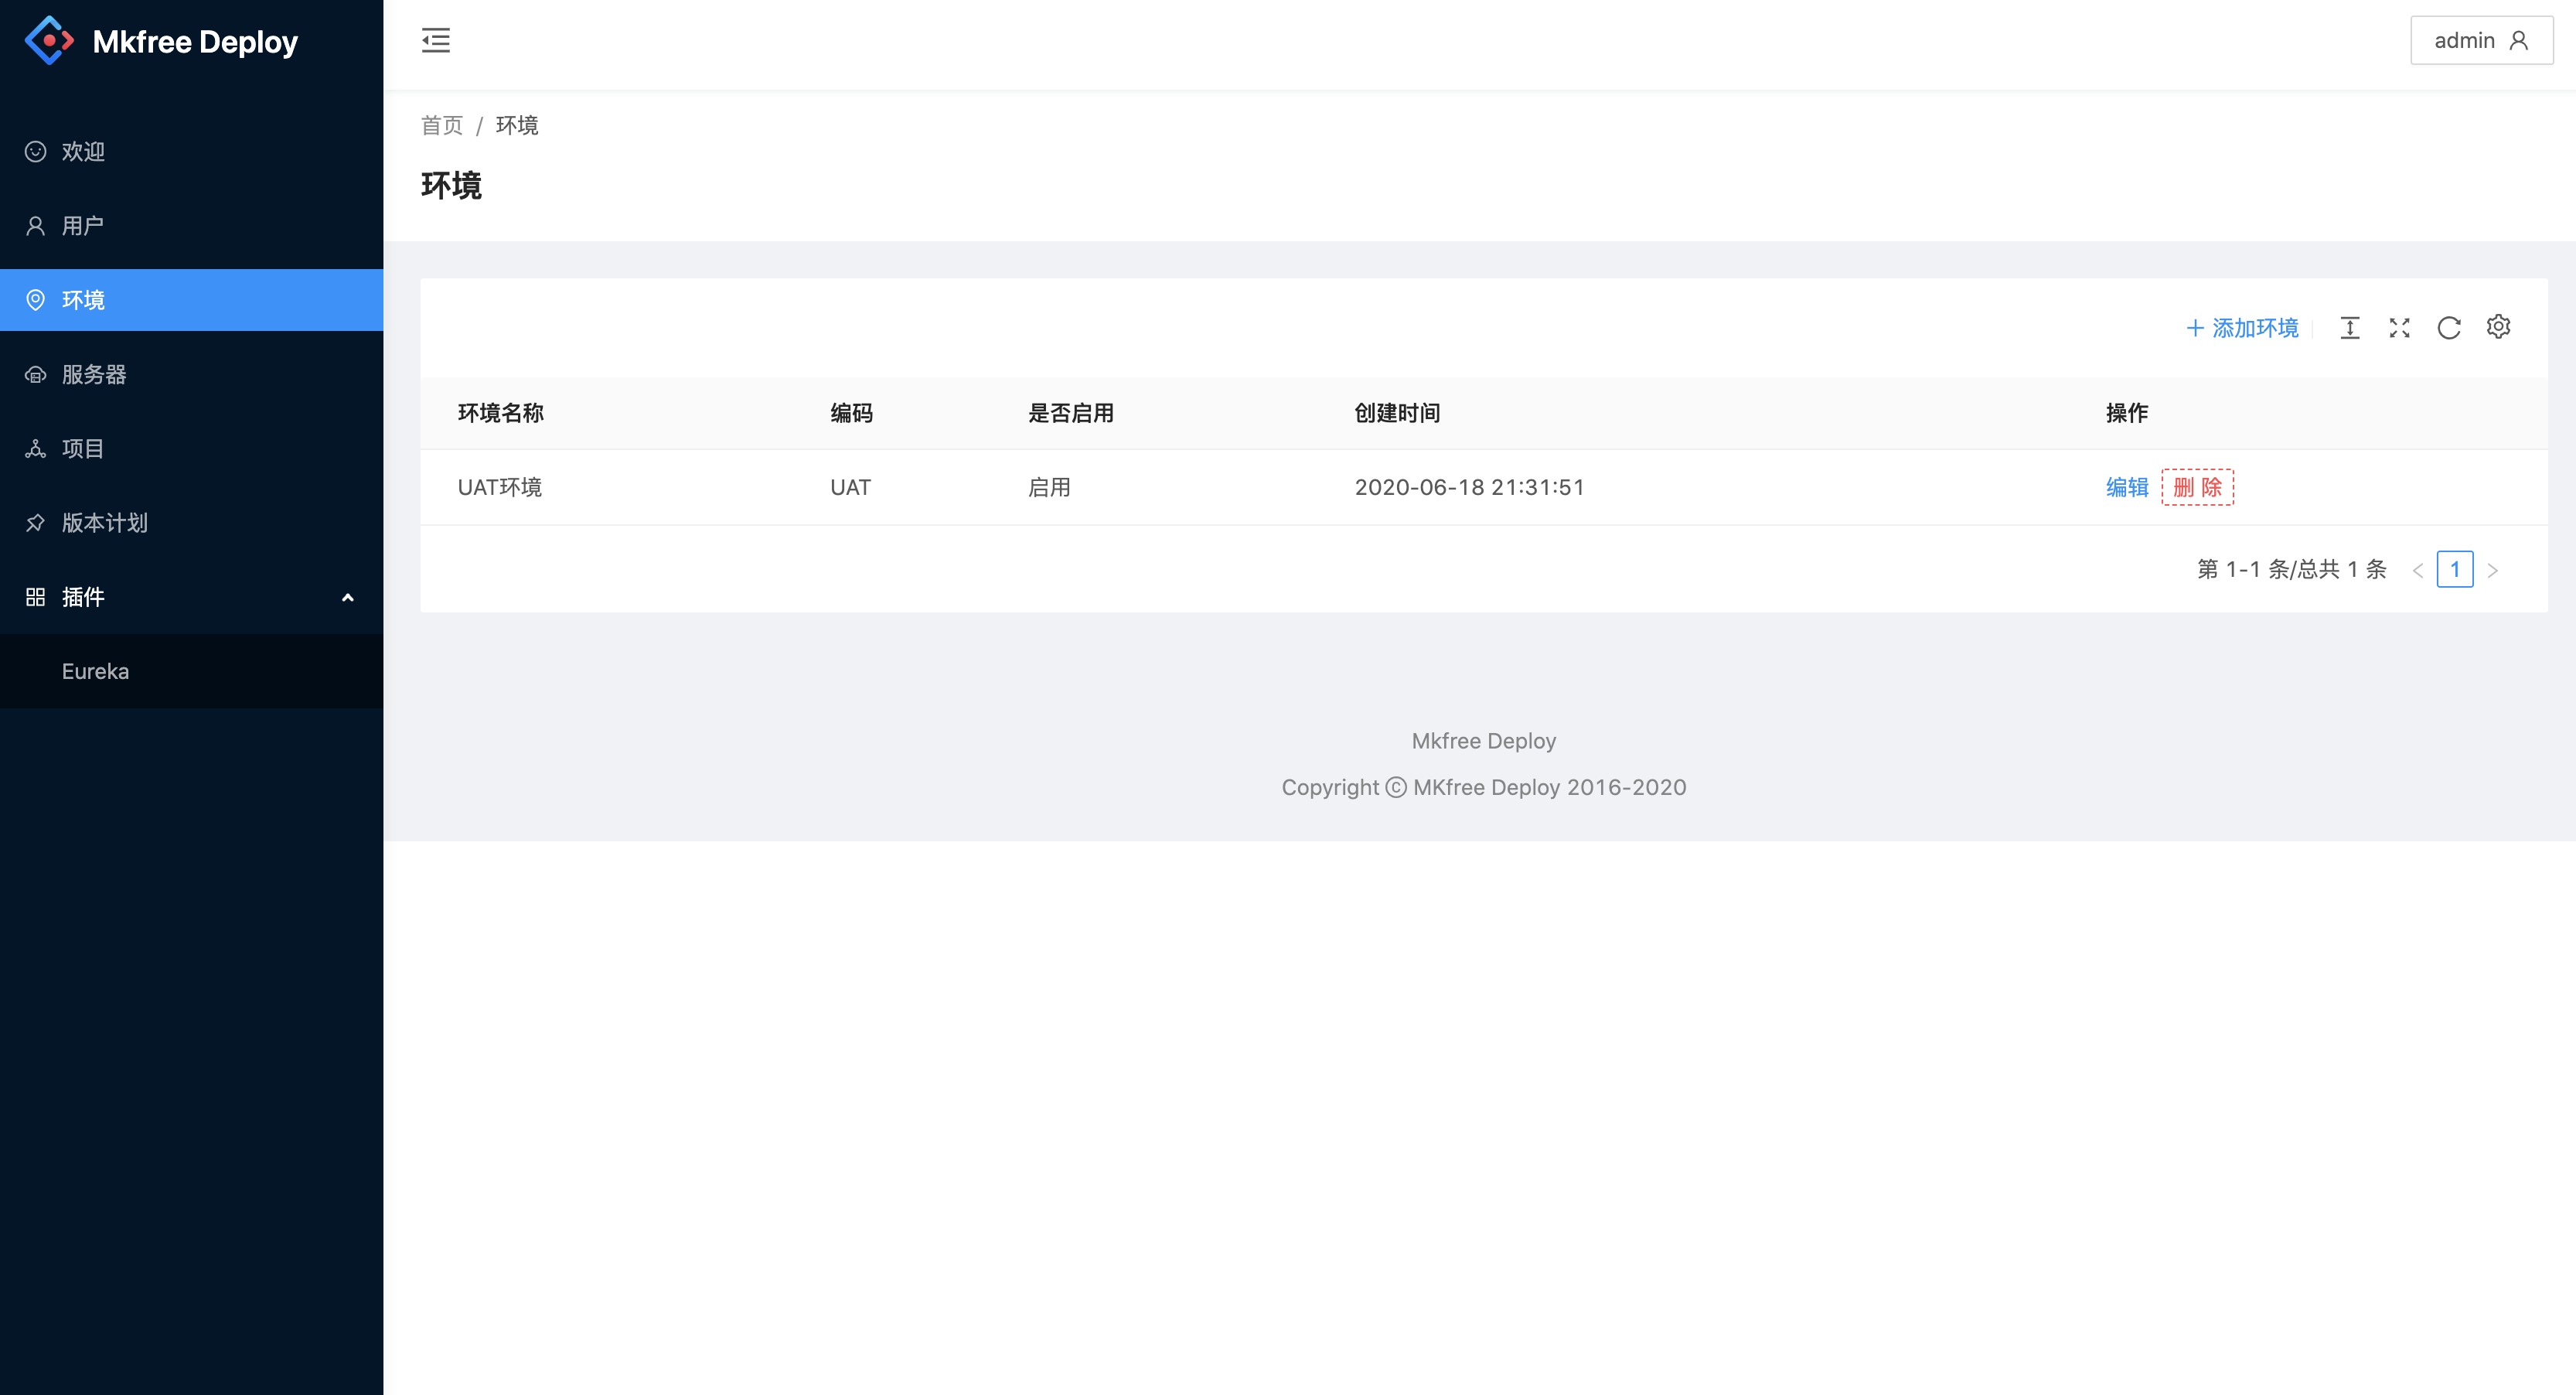 Mkfree Deploy
admin
欢迎
用户
环境
服务器
项目
版本计划
插件
Eureka
首页 / 环境
环境
添加环境
环境名称 编码 是否启用 创建时间 操作
UAT环境 UAT 启用 2020-06-18 21:31:51 编辑 删 除
第 1-1 条/总共 1 条 < 1 >
Mkfree Deploy
Copyright © MKfree Deploy 2016-2020